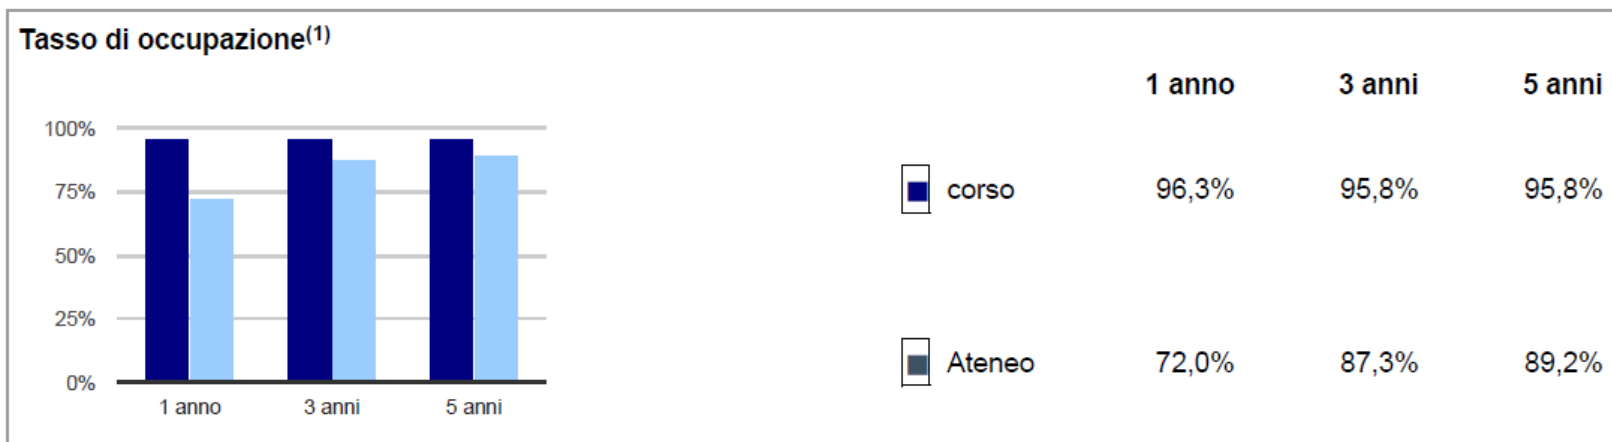 Tasso di occupazione(1)
1 anno 3 anni 5 anni
100%
75%
50%
25%
0%
1 anno 3 anni 5 anni
corso 96,3% 95,8% 95,8%
Ateneo 72,0% 87,3% 89,2%